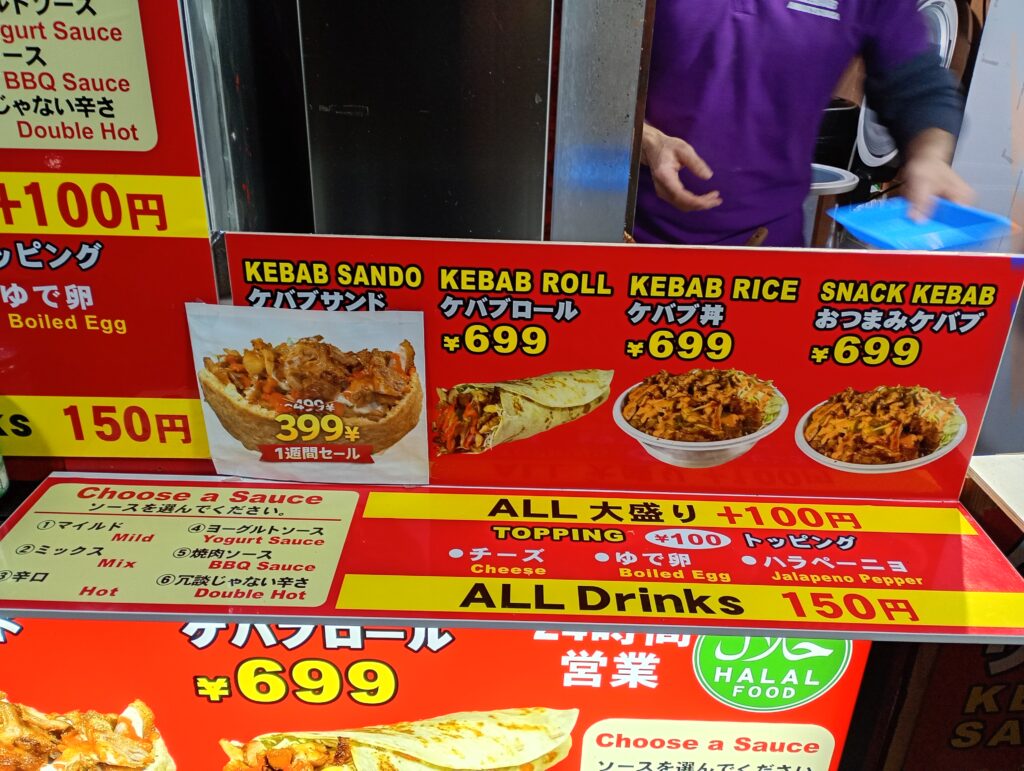 ルトソース
ogurt Sauce
ース
BBQ Sauce
じゃない辛さ
Double Hot
+100円
ッピング
ゆで卵
Boiled Egg
ks 150円
KEBAB SANDO
ケバブサンド
~499¥
399¥
1週間セール
KEBAB ROLL
ケバブロール
¥699
KEBAB RICE
ケバブ丼
¥699
SNACK KEBAB
おつまみケバブ
¥699
Choose a Sauce
ソースを選んでください。
①マイルド
Mild
②ミックス
Mix
③辛口
Hot
④ヨーグルトソース
Yogurt Sauce
⑤焼肉ソース
BBQ Sauce
⑥冗談じゃない辛さ
Double Hot
ALL 大盛り +100円
TOPPING ¥100 トッピング
•チーズ
Cheese
•ゆで卵
Boiled Egg
•ハラペーニョ
Jalapeno Pepper
ALL Drinks 150円
ケバブロール
¥699
24時間
営業
حلال
HALAL
FOOD
Choose a Sauce
ソースを選んでください